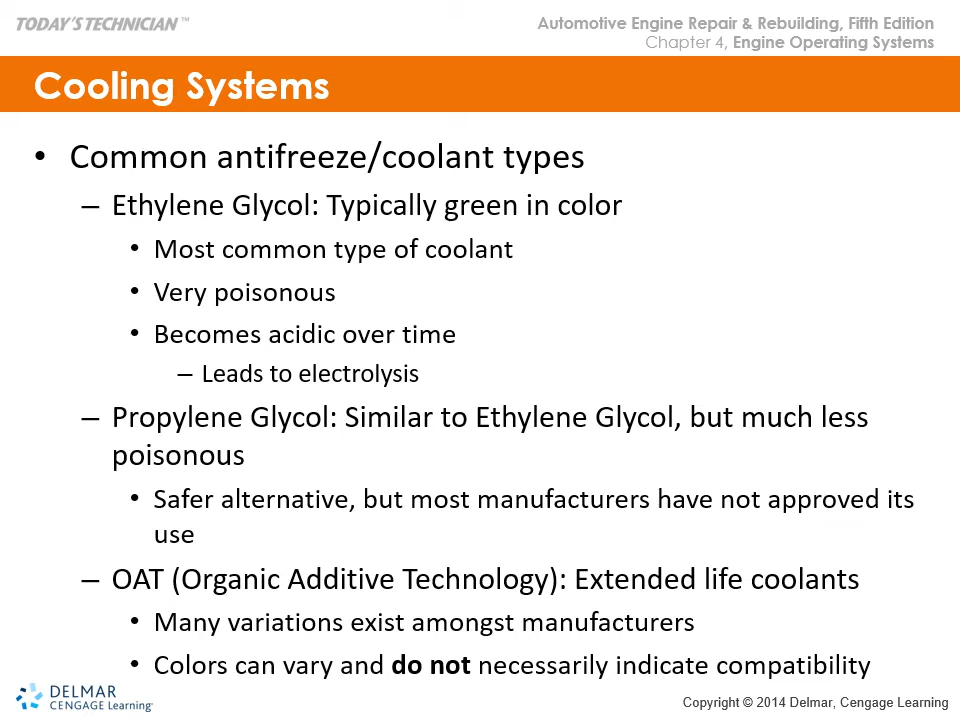 TODAY'S TECHNICIAN ™
Automotive Engine Repair & Rebuilding, Fifth Edition
Chapter 4, Engine Operating Systems
Cooling Systems
• Common antifreeze/coolant types
– Ethylene Glycol: Typically green in color
• Most common type of coolant
• Very poisonous
• Becomes acidic over time
– Leads to electrolysis
– Propylene Glycol: Similar to Ethylene Glycol, but much less
poisonous
• Safer alternative, but most manufacturers have not approved its
use
– OAT (Organic Additive Technology): Extended life coolants
• Many variations exist amongst manufacturers
• Colors can vary and do not necessarily indicate compatibility
DELMAR
CENGAGE Learning
Copyright © 2014 Delmar, Cengage Learning